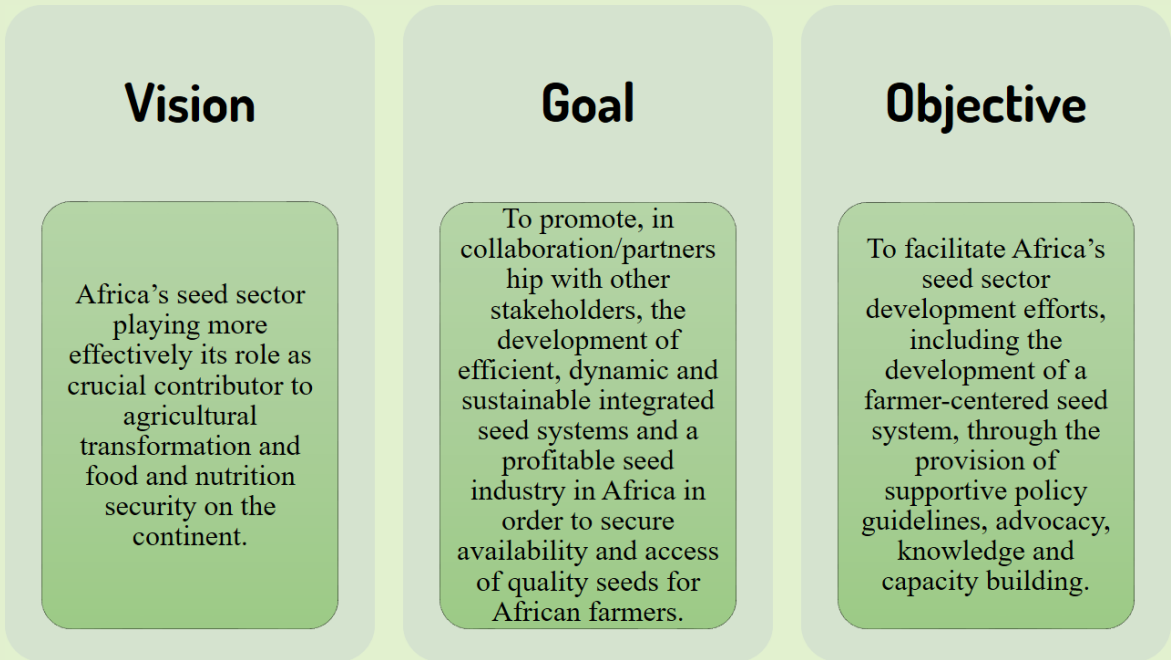 Vision
Africa’s seed sector
playing more
effectively its role as
crucial contributor to
agricultural
transformation and
food and nutrition
security on the
continent.
Goal
To promote, in
collaboration/partners
hip with other
stakeholders, the
development of
efficient, dynamic and
sustainable integrated
seed systems and a
profitable seed
industry in Africa in
order to secure
availability and access
of quality seeds for
African farmers.
Objective
To facilitate Africa’s
seed sector
development efforts,
including the
development of a
farmer-centered seed
system, through the
provision of
supportive policy
guidelines, advocacy,
knowledge and
capacity building.